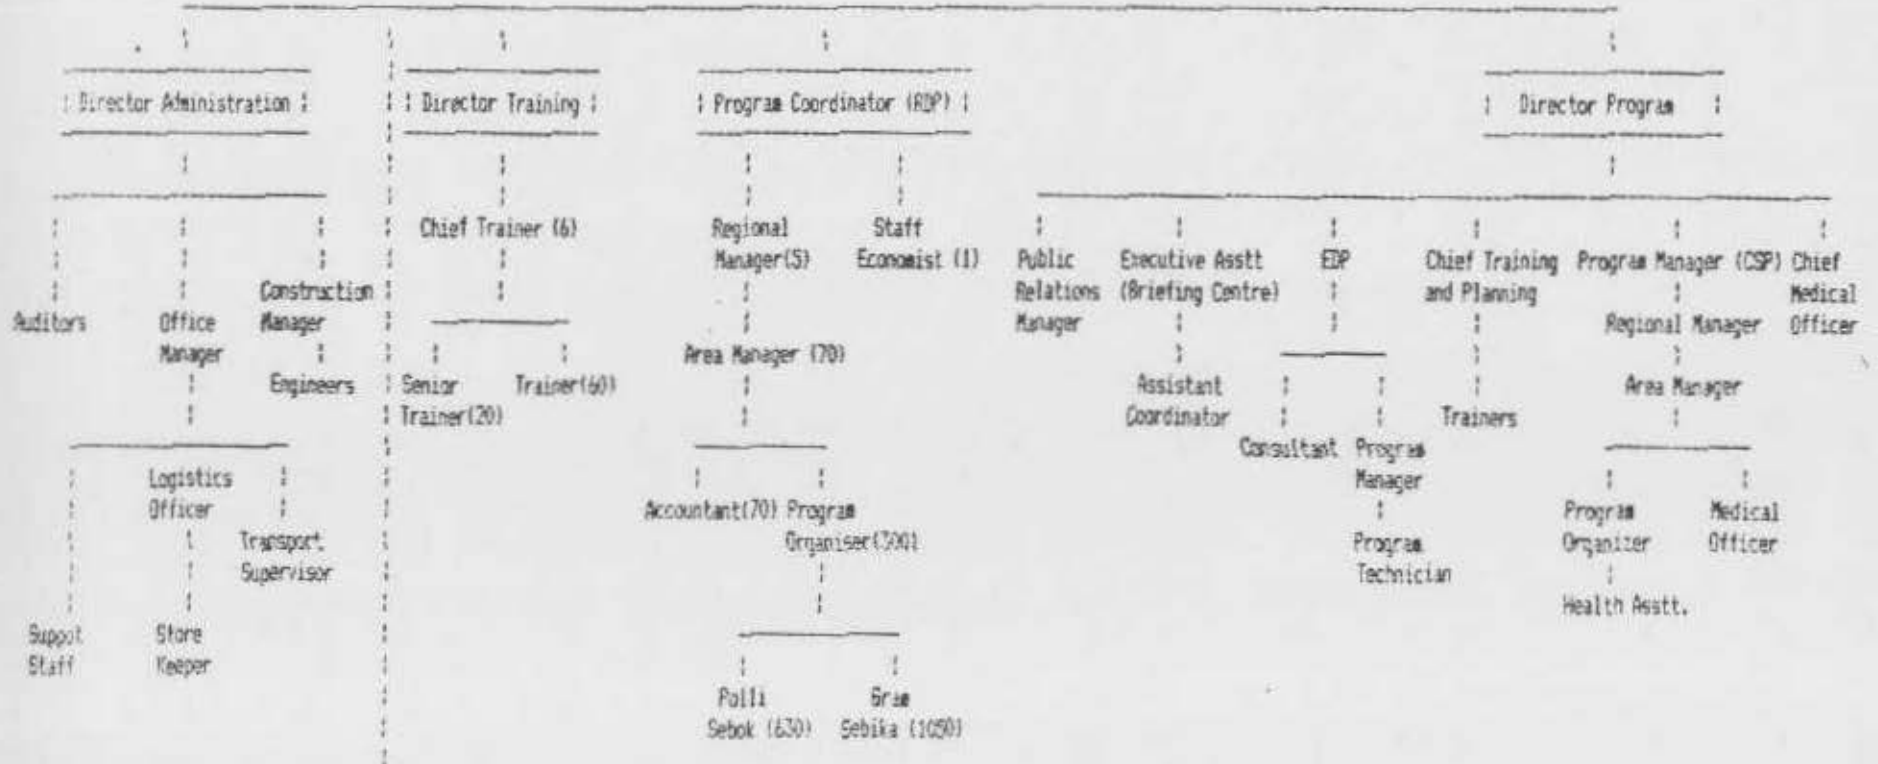 Director Administration
Director Training
Program Coordinator (RDP)
Director Program
Auditors
Office
Manager
Construction
Manager
Engineers
Logistics
Officer
Transport
Supervisor
Suppot
Staff
Store
Keeper
Chief Trainer (6)
Senior
Trainer(20)
Trainer(60)
Regional
Manager(5)
Staff
Economist (1)
Area Manager (70)
Accountant(70)
Program
Organiser(300)
Polli
Sebok (630)
Gram
Sebika (1050)
Public
Relations
Manager
Executive Asstt
(Briefing Centre)
Assistant
Coordinator
EDP
Consultant
Program
Manager
Program
Technician
Chief Training
and Planning
Trainers
Program Manager (CSP)
Regional Manager
Area Manager
Program
Organizer
Health Asstt.
Medical
Officer
Chief
Medical
Officer